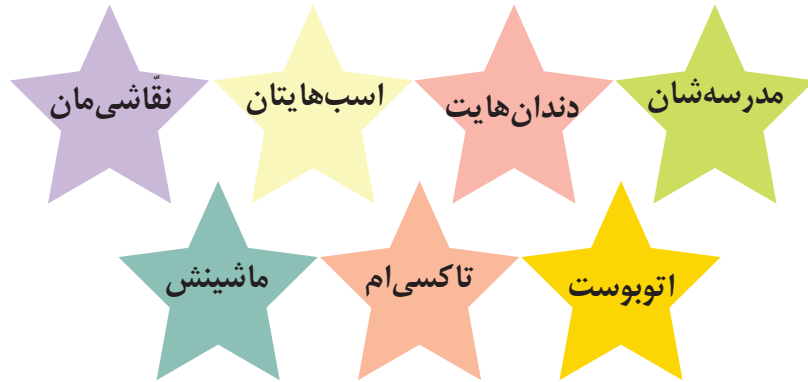 مدرسه‌شان
دندان‌هایت
اسب‌هایتان
نقّاشی‌مان
اتوبوست
تاکسی‌ام
ماشینش